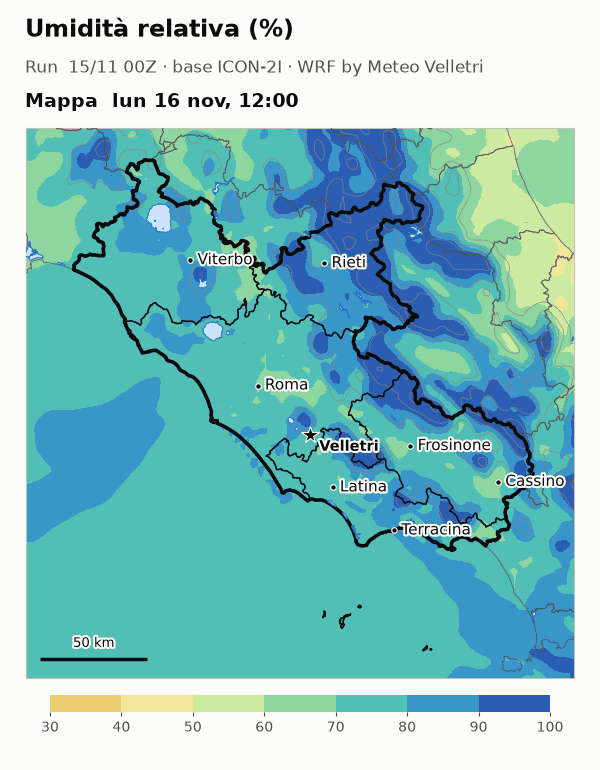 Umidità relativa (%)
Run  15/11 00Z · base ICON-2I · WRF by Meteo Velletri
Mappa  lun 16 nov, 12:00
Viterbo
Rieti
Roma
Velletri
Frosinone
Cassino
Latina
Terracina
50 km
30 40 50 60 70 80 90 100